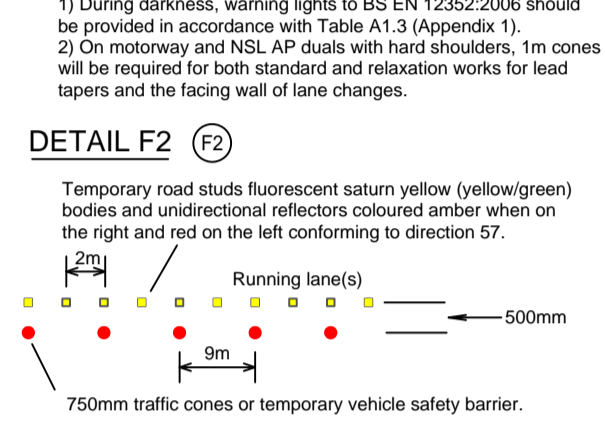 1) During darkness, warning lights to BS EN 12352:2006 should
be provided in accordance with Table A1.3 (Appendix 1).
2) On motorway and NSL AP duals with hard shoulders, 1m cones
will be required for both standard and relaxation works for lead
tapers and the facing wall of lane changes.
DETAIL F2 F2
Temporary road studs fluorescent saturn yellow (yellow/green)
bodies and unidirectional reflectors coloured amber when on
the right and red on the left conforming to direction 57.
2m
Running lane(s)
500mm
9m
750mm traffic cones or temporary vehicle safety barrier.